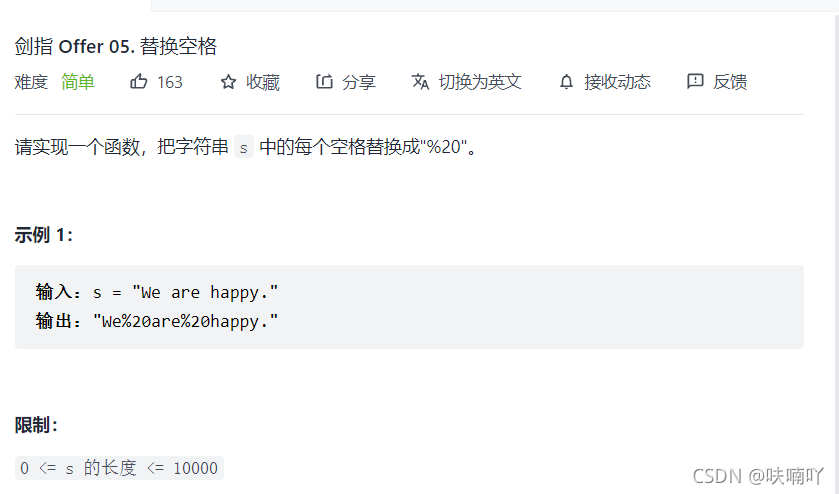 剑指 Offer 05. 替换空格
难度 简单 163 收藏 分享 切换为英文 接收动态 反馈
请实现一个函数，把字符串 s 中的每个空格替换成"%20"。
示例 1：
输入：s = "We are happy."
输出："We%20are%20happy."
限制：
0 <= s 的长度 <= 10000
CSDN @呋喃吖